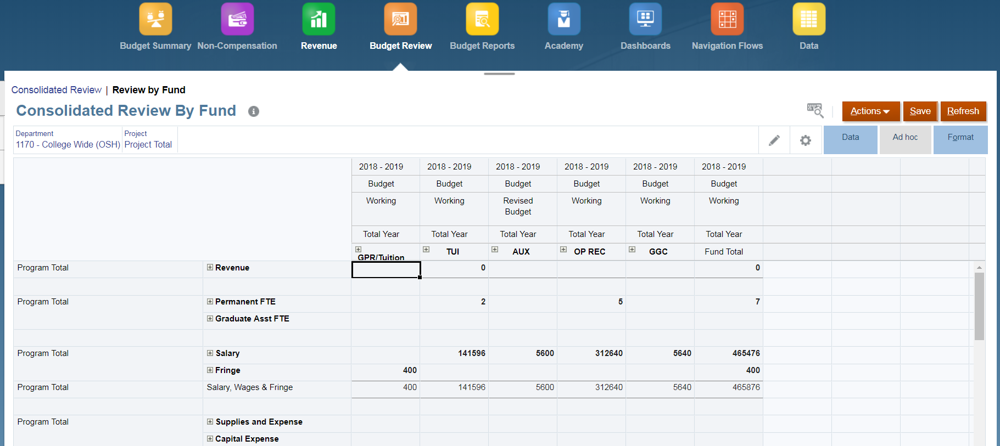 Budget Summary Non-Compensation Revenue Budget Review Budget Reports Academy Dashboards Navigation Flows Data
Consolidated Review | Review by Fund
Consolidated Review By Fund
Actions Save Refresh
Department Project
1170 - College Wide (OSH) Project Total
Data Ad hoc Format
2018 - 2019 2018 - 2019 2018 - 2019 2018 - 2019 2018 - 2019 2018 - 2019
Budget Budget Budget Budget Budget Budget
Working Working Revised Budget Working Working Working
Total Year Total Year Total Year Total Year Total Year Total Year
GPR/Tuition TUI AUX OP REC GGC Fund Total
Program Total Revenue 0 0
Program Total Permanent FTE 2 5 7
Graduate Asst FTE
Program Total Salary 141596 5600 312640 5640 465476
Fringe 400 400
Program Total Salary, Wages & Fringe 400 141596 5600 312640 5640 465876
Program Total Supplies and Expense
Capital Expense